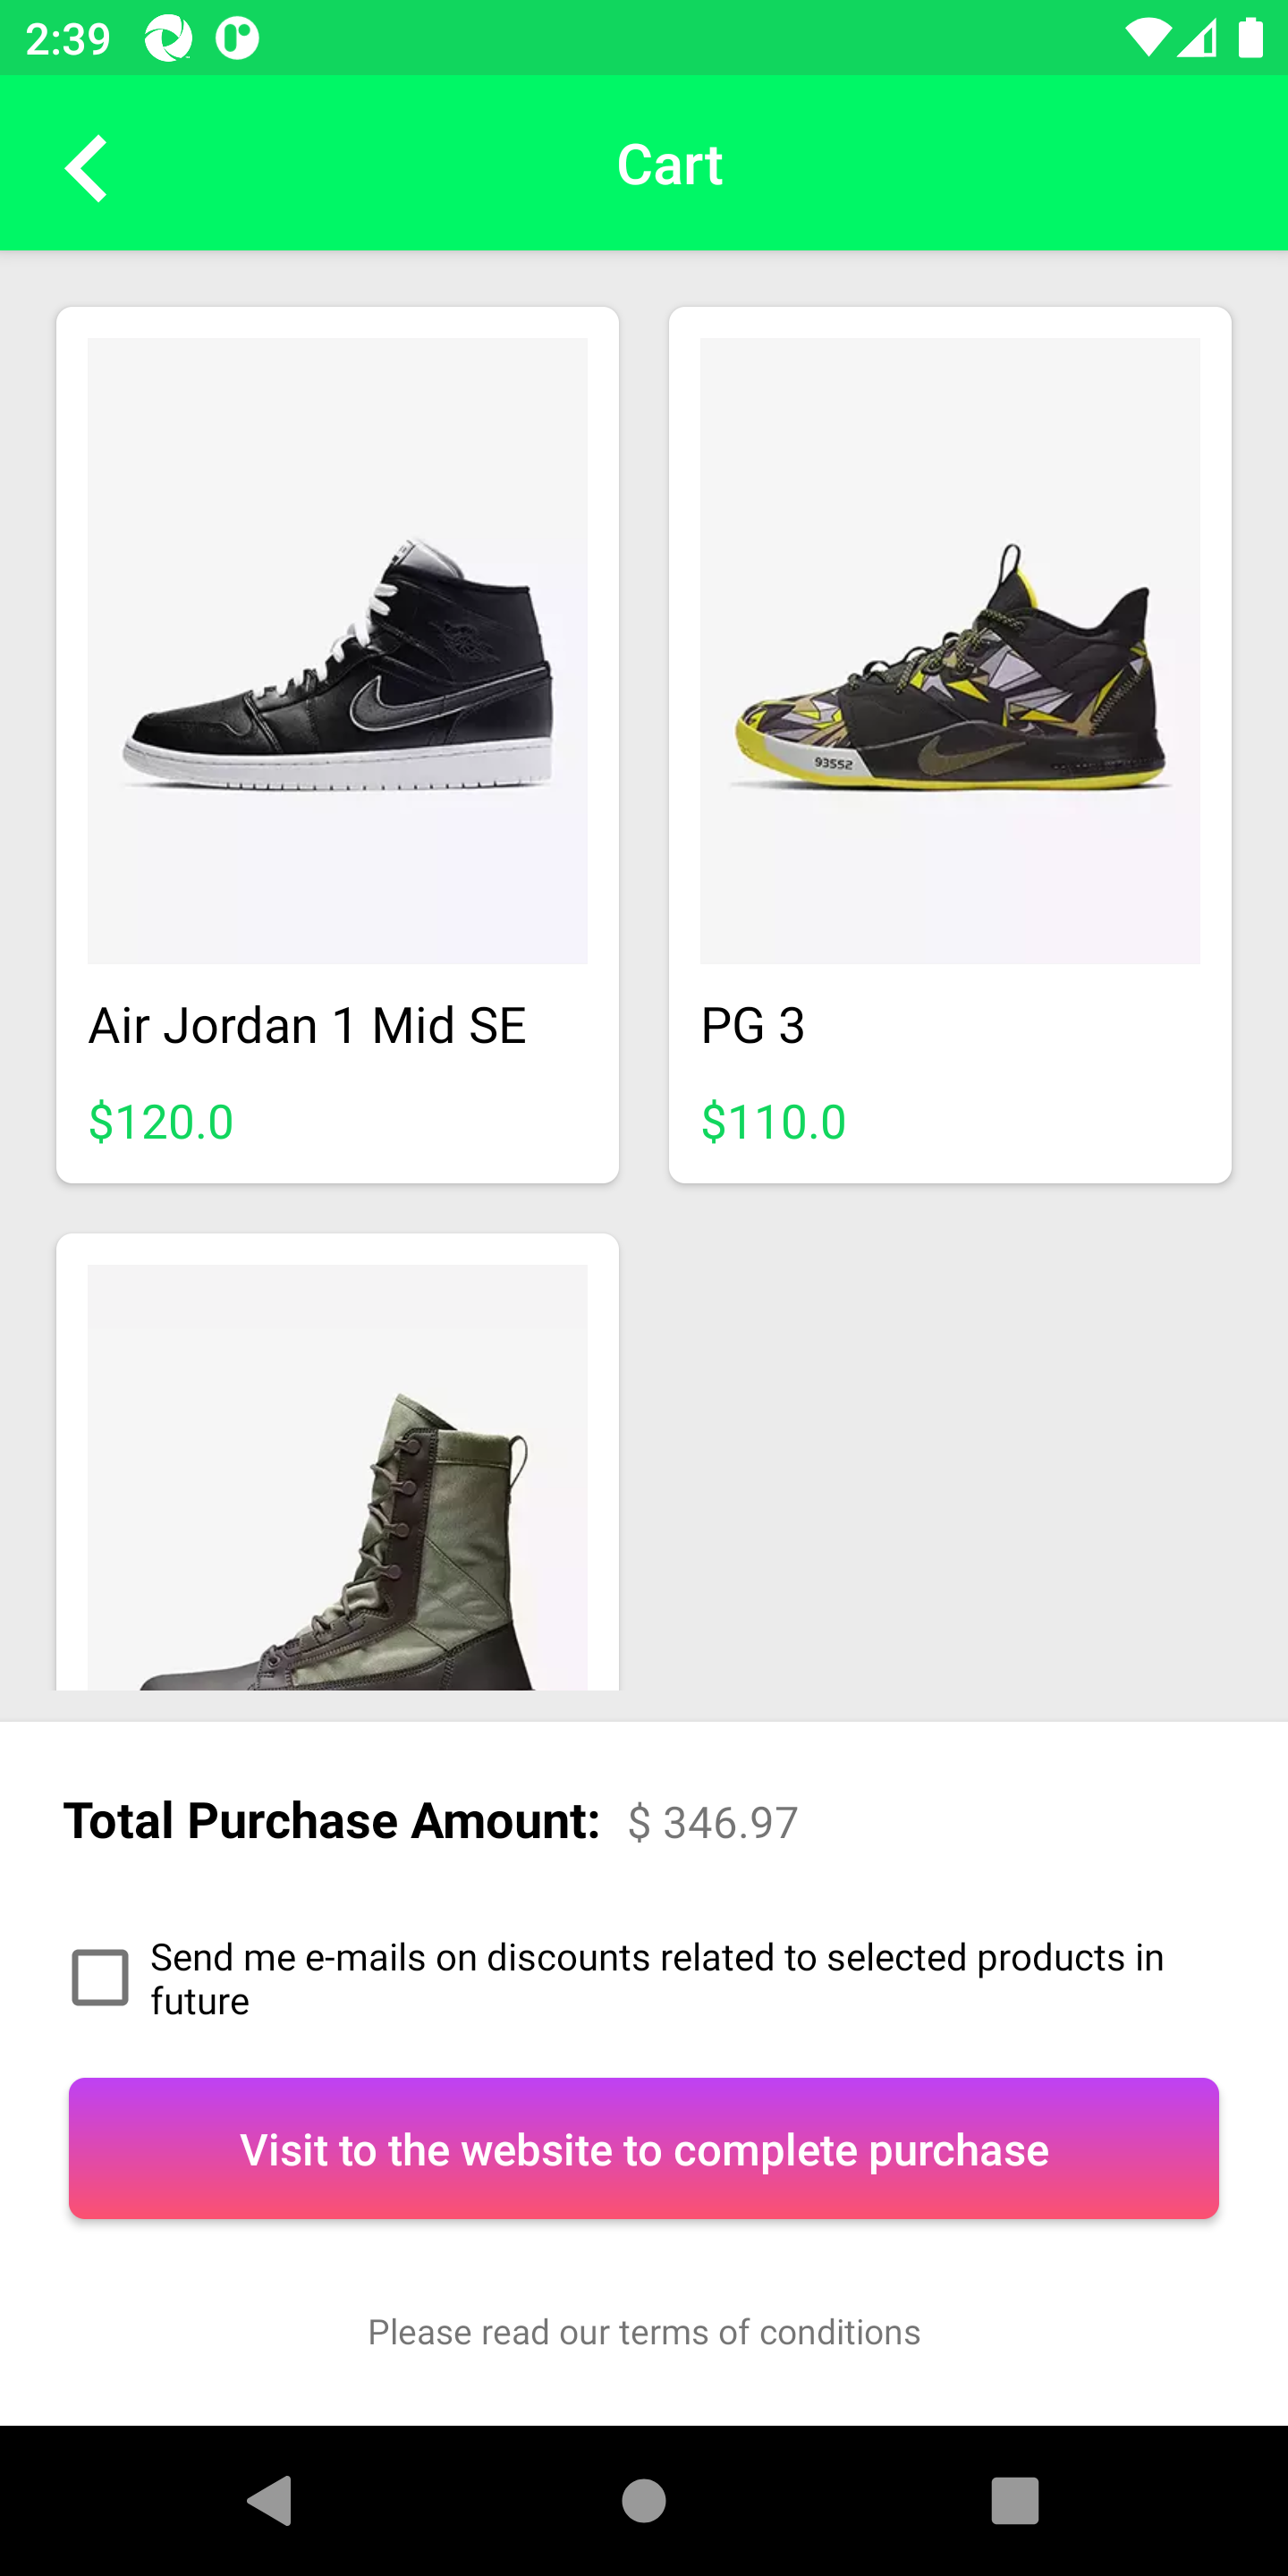 2:39
Cart
93552
Air Jordan 1 Mid SE
$120.0
PG 3
$110.0
Total Purchase Amount: $ 346.97
Send me e-mails on discounts related to selected products in
future
Visit to the website to complete purchase
Please read our terms of conditions